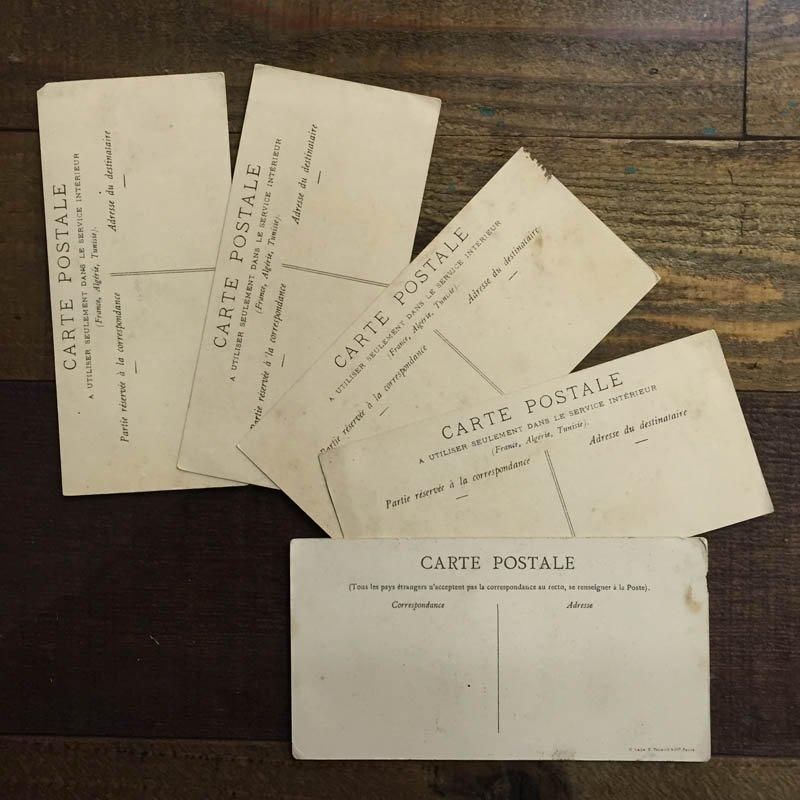 CARTE POSTALE
A UTILISER SEULEMENT DANS LE SERVICE INTÉRIEUR
(France, Algérie, Tunisie).
Partie réservée à la correspondance
Adresse du destinataire
CARTE POSTALE
A UTILISER SEULEMENT DANS LE SERVICE INTÉRIEUR
(France, Algérie, Tunisie).
Partie réservée à la correspondance
Adresse du destinataire
CARTE POSTALE
A UTILISER SEULEMENT DANS LE SERVICE INTÉRIEUR
(France, Algérie, Tunisie).
Partie réservée à la correspondance
Adresse du destinataire
CARTE POSTALE
A UTILISER SEULEMENT DANS LE SERVICE INTÉRIEUR
(France, Algérie, Tunisie).
Partie réservée à la correspondance
Adresse du destinataire
CARTE POSTALE
(Tous les pays étrangers n'acceptent pas la correspondance au recto, se renseigner à la Poste).
Correspondance
Adresse